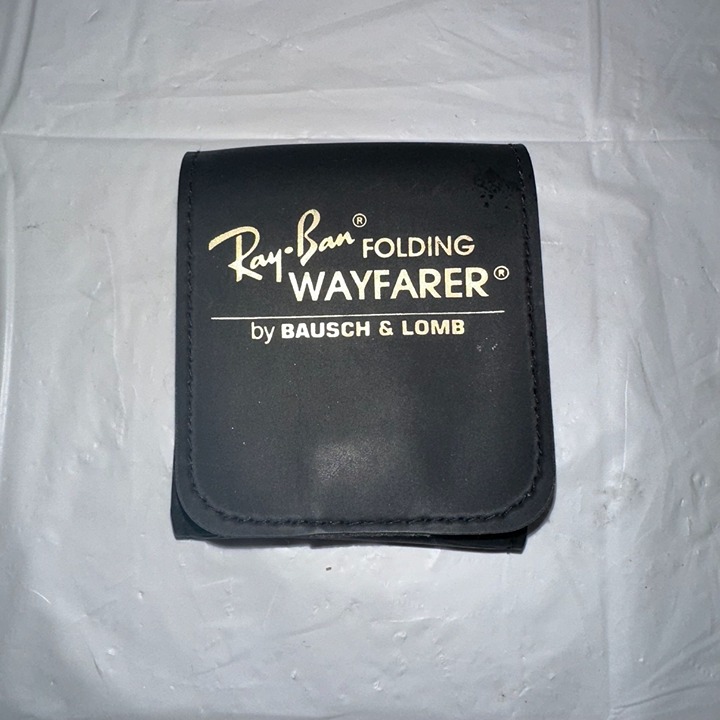 Ray-Ban® FOLDING
WAYFARER®
by BAUSCH & LOMB